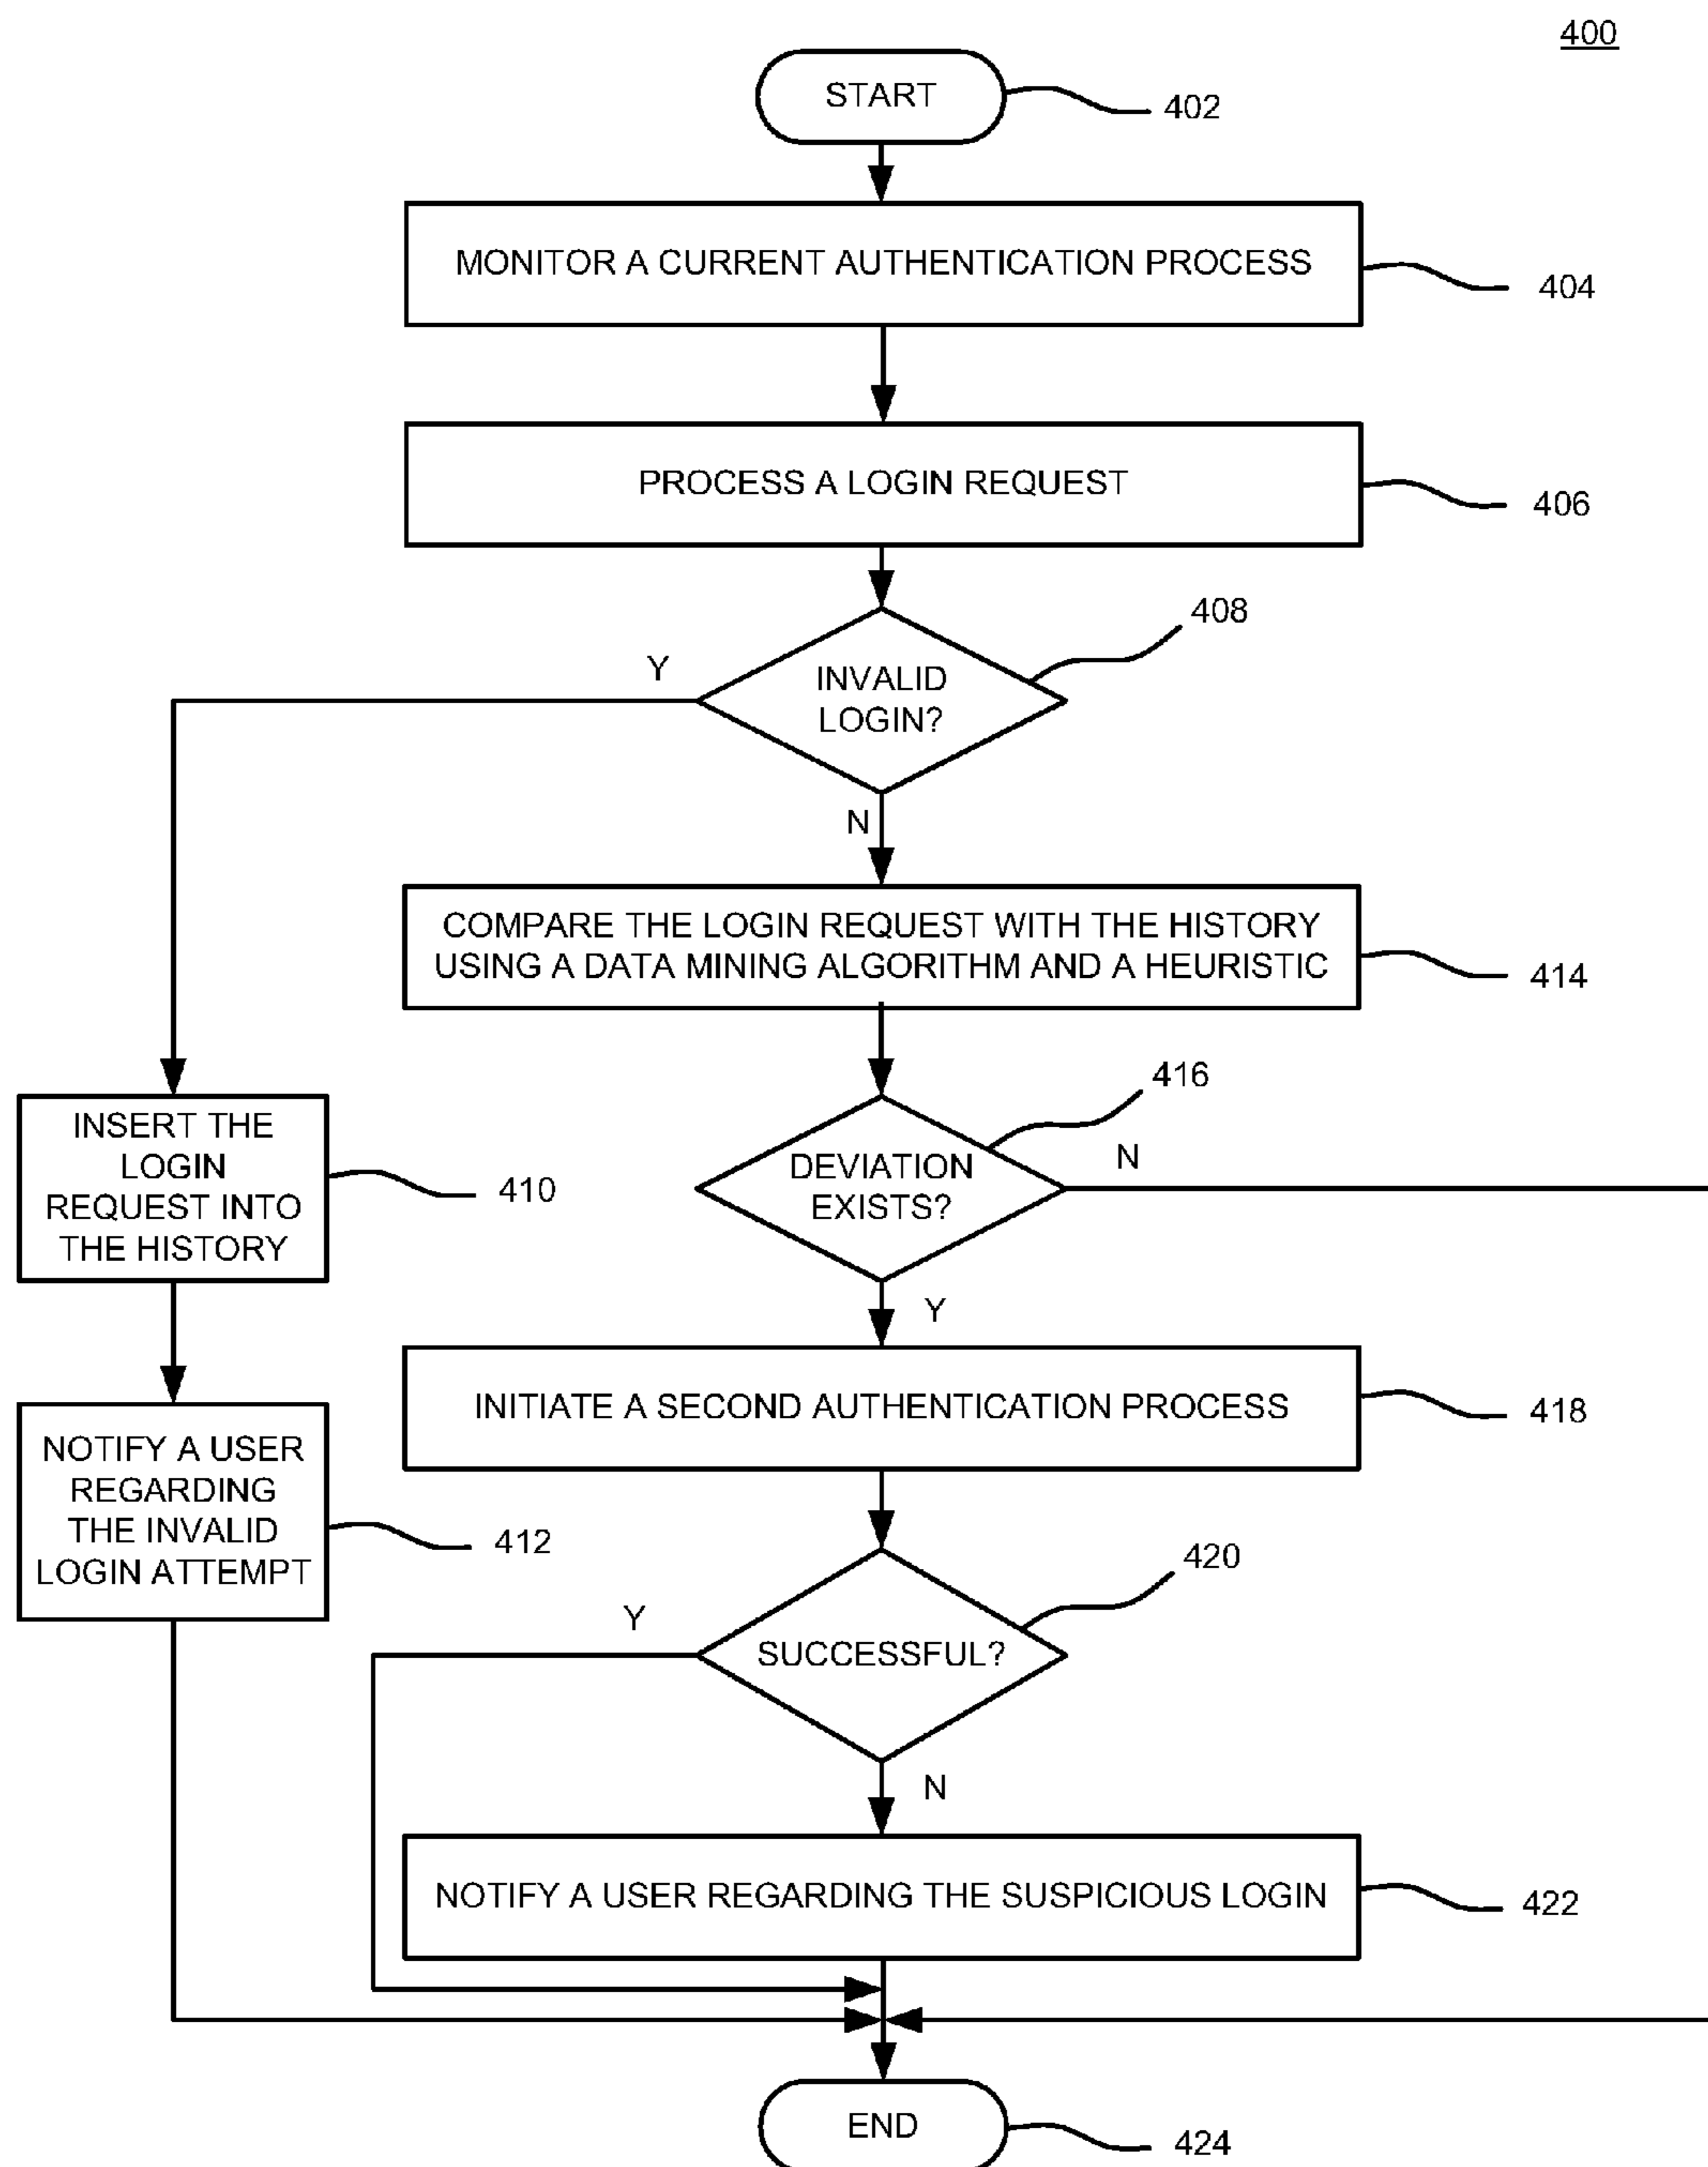 400
START
402
MONITOR A CURRENT AUTHENTICATION PROCESS
404
PROCESS A LOGIN REQUEST
406
408
INVALID
LOGIN?
Y
N
COMPARE THE LOGIN REQUEST WITH THE HISTORY
USING A DATA MINING ALGORITHM AND A HEURISTIC
414
INSERT THE
LOGIN
REQUEST INTO
THE HISTORY
410
416
DEVIATION
EXISTS?
N
Y
INITIATE A SECOND AUTHENTICATION PROCESS
418
NOTIFY A USER
REGARDING
THE INVALID
LOGIN ATTEMPT
412
420
SUCCESSFUL?
Y
N
NOTIFY A USER REGARDING THE SUSPICIOUS LOGIN
422
END
424